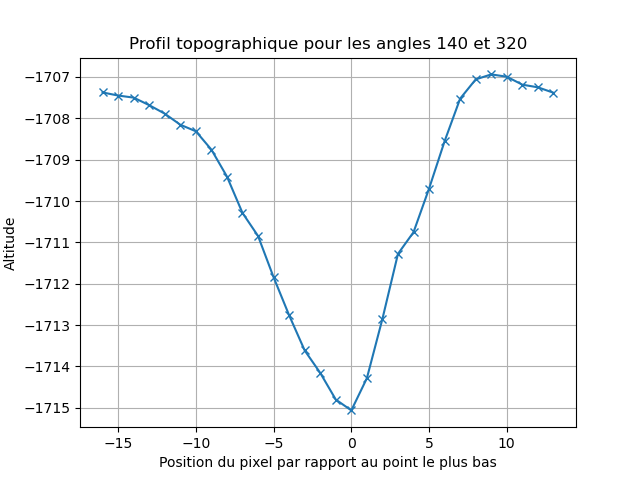 Profil topographique pour les angles 140 et 320
Altitude
−1707
−1708
−1709
−1710
−1711
−1712
−1713
−1714
−1715
−15 −10 −5 0 5 10
Position du pixel par rapport au point le plus bas